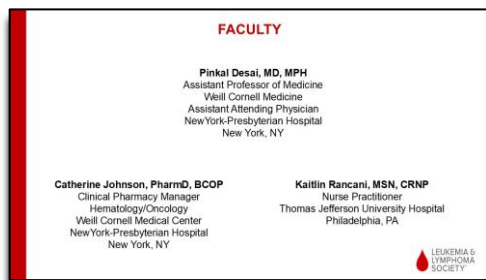 FACULTY
Pinkal Desai, MD, MPH
Assistant Professor of Medicine
Weill Cornell Medicine
Assistant Attending Physician
NewYork-Presbyterian Hospital
New York, NY
Catherine Johnson, PharmD, BCOP
Clinical Pharmacy Manager
Hematology/Oncology
Weill Cornell Medical Center
NewYork-Presbyterian Hospital
New York, NY
Kaitlin Rancani, MSN, CRNP
Nurse Practitioner
Thomas Jefferson University Hospital
Philadelphia, PA
LEUKEMIA &
LYMPHOMA
SOCIETY